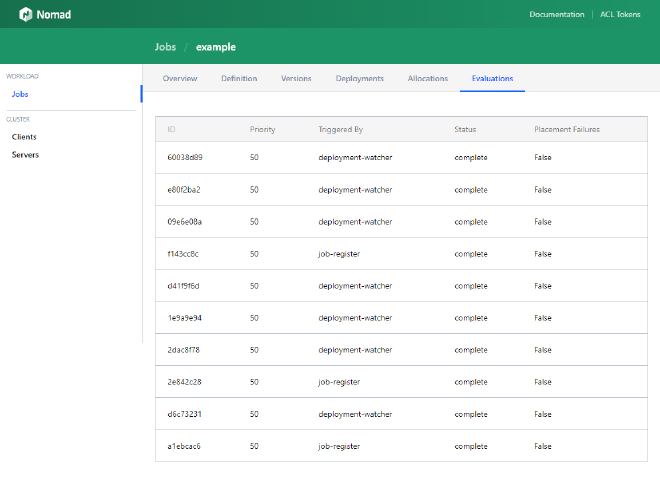 Nomad
Documentation ACL Tokens
Jobs / example
WORKLOAD
Jobs
CLUSTER
Clients
Servers
Overview Definition Versions Deployments Allocations Evaluations
ID Priority Triggered By Status Placement Failures
60038d89 50 deployment-watcher complete False
e80f2ba2 50 deployment-watcher complete False
09e6e08a 50 deployment-watcher complete False
f143cc8c 50 job-register complete False
d41f9f6d 50 deployment-watcher complete False
1e9a9e94 50 deployment-watcher complete False
2dac8f78 50 deployment-watcher complete False
2e842c28 50 job-register complete False
d6c73231 50 deployment-watcher complete False
a1ebcac6 50 job-register complete False